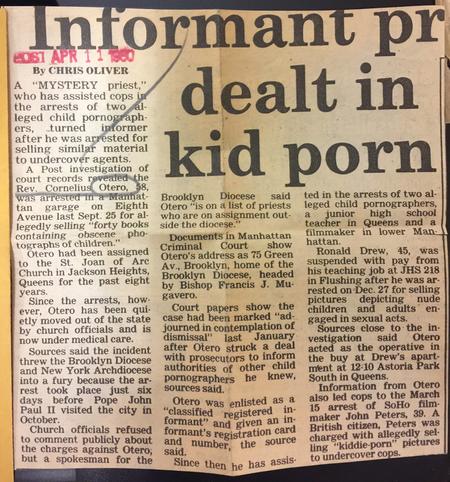 Informant pr
dealt in
kid porn
POST APR 11 1980
By CHRIS OLIVER
A "MYSTERY priest,"
who has assisted cops in
the arrests of two al-
leged child pornograph-
ers, turned informer
after he was arrested for
selling similar material
to undercover agents.
A Post investigation of
court records revealed the
Rev. Cornelius Otero, 58,
was arrested in a Manhat-
tan garage on Eighth
Avenue last Sept. 25 for al-
legedly selling "forty books
containing obscene pho-
tographs of children."
Otero had been assigned
to the St. Joan of Arc
Church in Jackson Heights,
Queens for the past eight
years.
Since the arrests, how-
ever, Otero has been qui-
etly moved out of the state
by church officials and is
now under medical care.
Sources said the incident
threw the Brooklyn Diocese
and New York Archdiocese
into a fury because the ar-
rest took place just six
days before Pope John
Paul II visited the city in
October.
Church officials refused
to comment publicly about
the charges against Otero,
but a spokesman for the
Brooklyn Diocese said
Otero "is on a list of priests
who are on assignment out-
side the diocese."
Documents in Manhattan
Criminal Court show
Otero's address as 75 Green
Av., Brooklyn, home of the
Brooklyn Diocese, headed
by Bishop Francis J. Mu-
gavero.
Court papers show the
case had been marked "ad-
journed in contemplation of
dismissal" last January
after Otero struck a deal
with prosecutors to inform
authorities of other child
pornographers he knew,
sources said.
Otero was enlisted as a
"classified registered in-
formant" and given an in-
formant's registration card
and number, the source
said.
Since then he has assis-
ted in the arrests of two al-
leged child pornographers,
a junior high school
teacher in Queens and a
filmmaker in lower Man-
hattan.
Ronald Drew, 45, was
suspended with pay from
his teaching job at JHS 218
in Flushing after he was ar-
rested on Dec. 27 for selling
pictures depicting nude
children and adults en-
gaged in sexual acts.
Sources close to the in-
vestigation said Otero
acted as the operative in
the buy at Drew's apart-
ment at 12-10 Astoria Park
South in Queens.
Information from Otero
also led cops to the March
15 arrest of SoHo film-
maker John Peters, 39. A
British citizen, Peters was
charged with allegedly sel-
ling "kiddie-porn" pictures
to undercover cops.